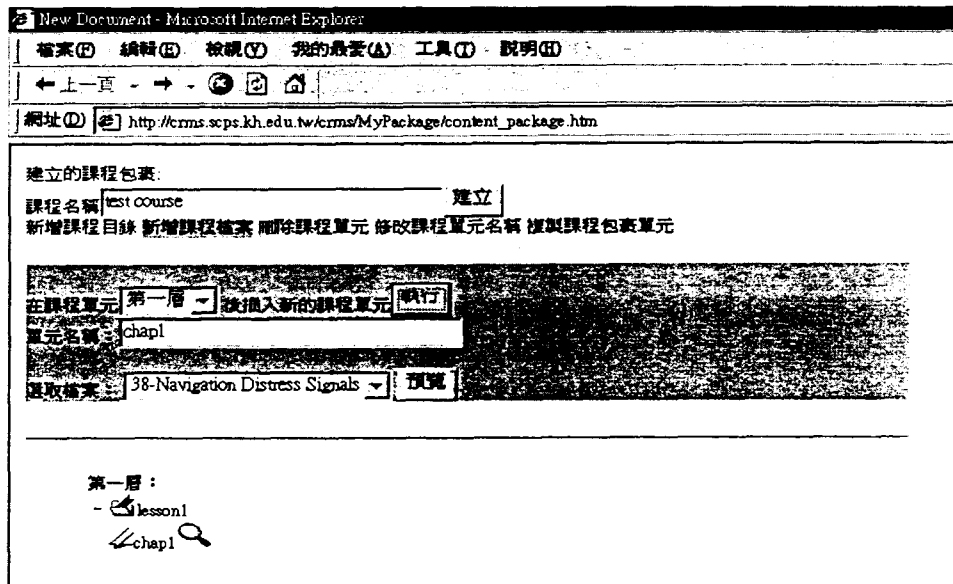 New Document - Microsoft Internet Explorer
檔案(F) 編輯(E) 檢視(V) 我的最愛(A) 工具(T) 說明(H)
上一頁
網址(D) http://crms.scps.kh.edu.tw/crms/MyPackage/content_package.htm
建立的課程包裹:
課程名稱 test course 建立
新增課程目錄 新增課程檔案 刪除課程單元 修改課程單元名稱 複製課程包裹單元
在課程單元 第一層 後插入新的課程單元 執行
單元名稱: chap1
選取檔案: 38-Navigation Distress Signals 預覽
第一層:
- lesson1
chap1